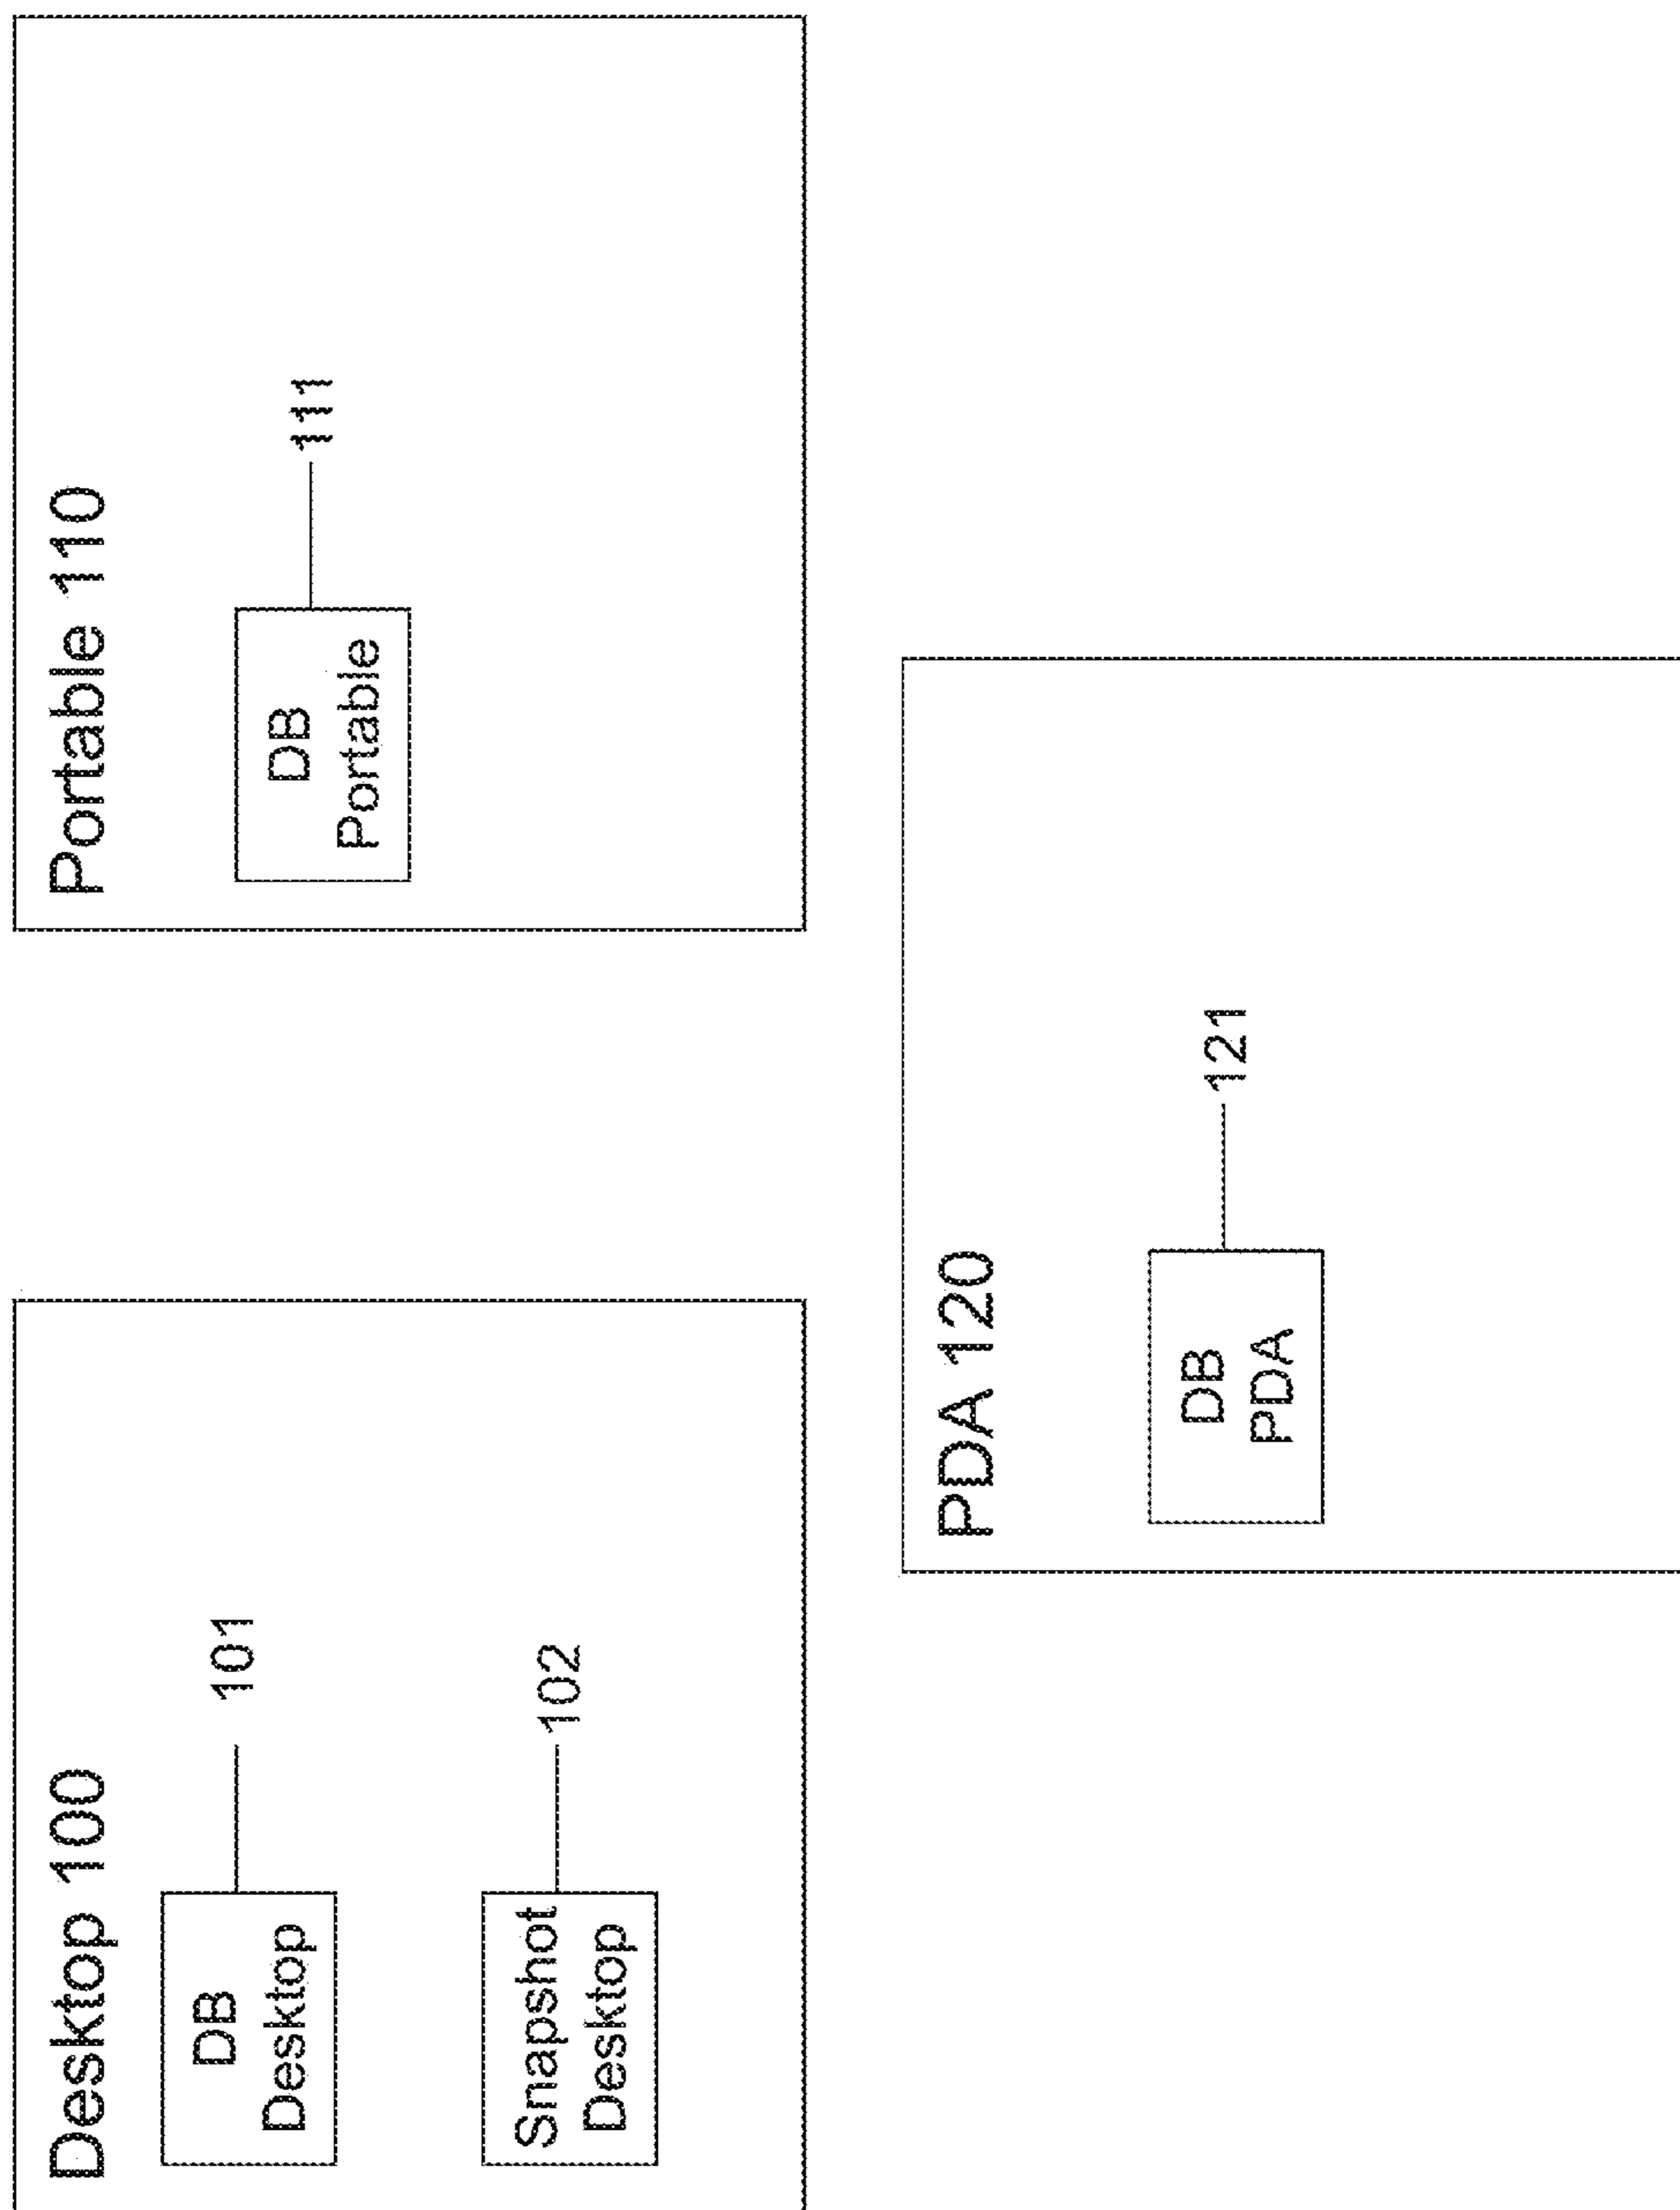 Desktop 100
DB
Desktop
101
Snapshot
Desktop
102
Portable 110
DB
Portable
111
PDA 120
DB
PDA
121